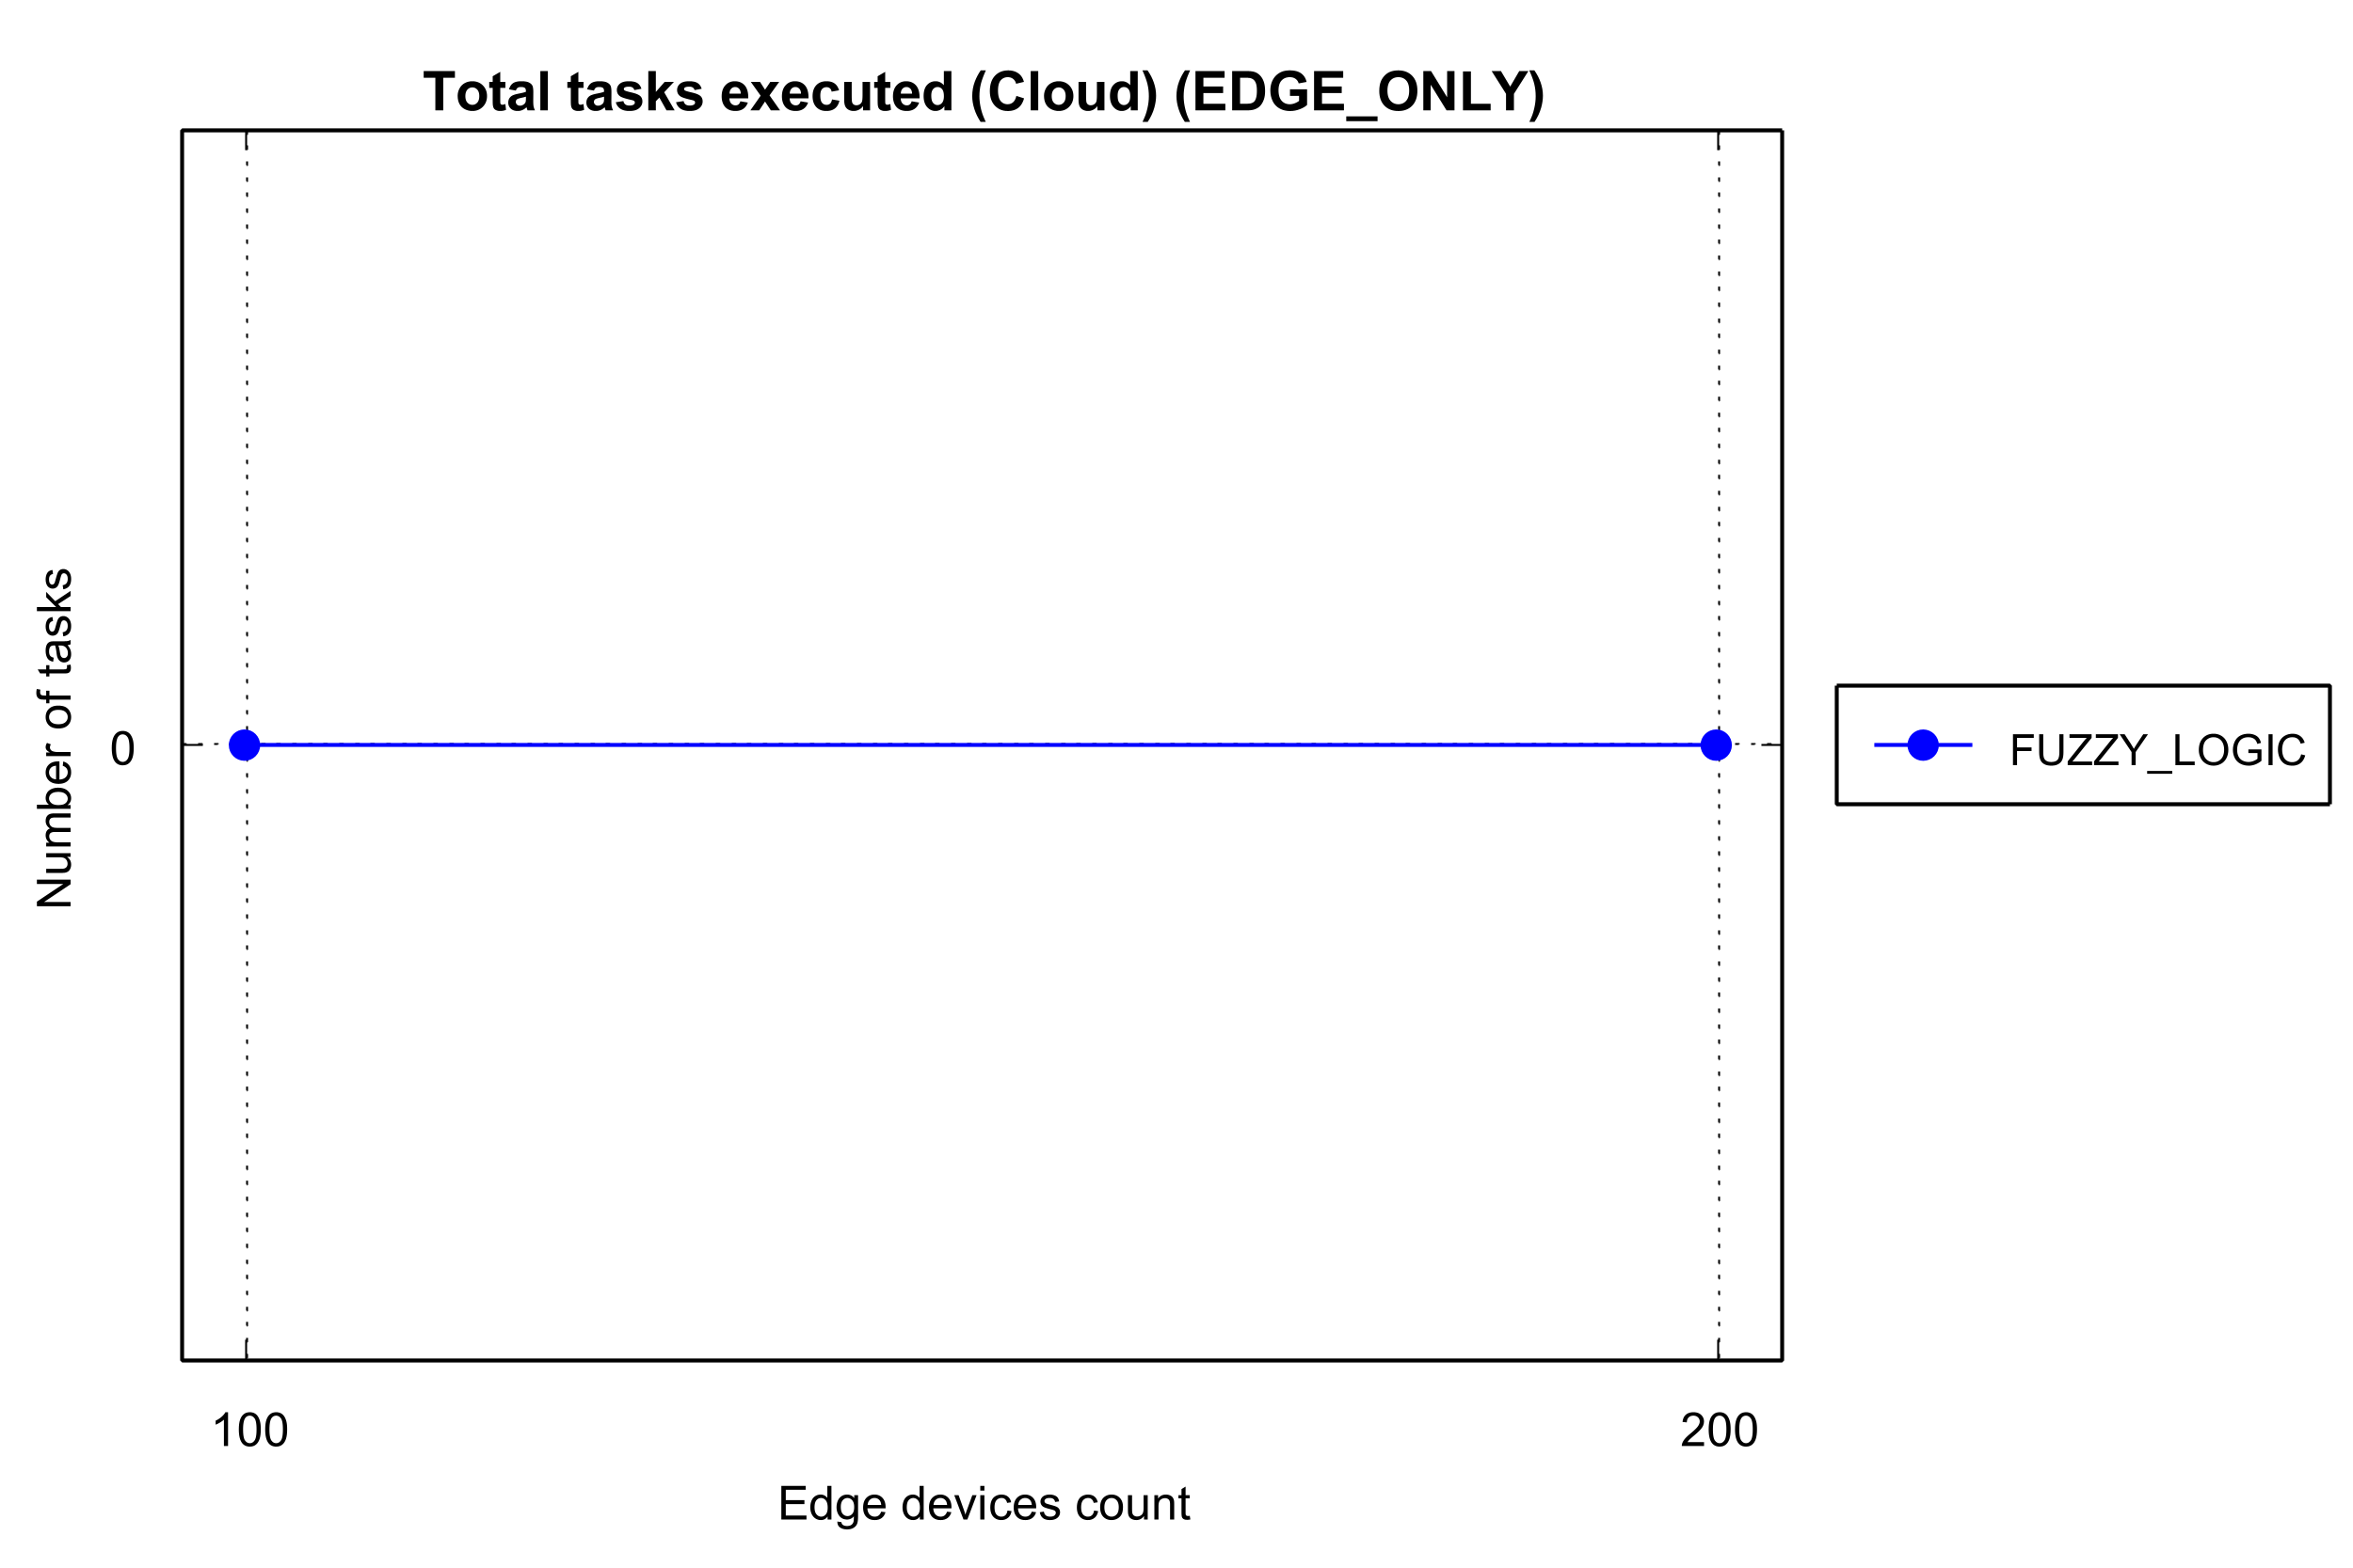 Total tasks executed (Cloud) (EDGE_ONLY)
Number of tasks
0
FUZZY_LOGIC
100
200
Edge devices count